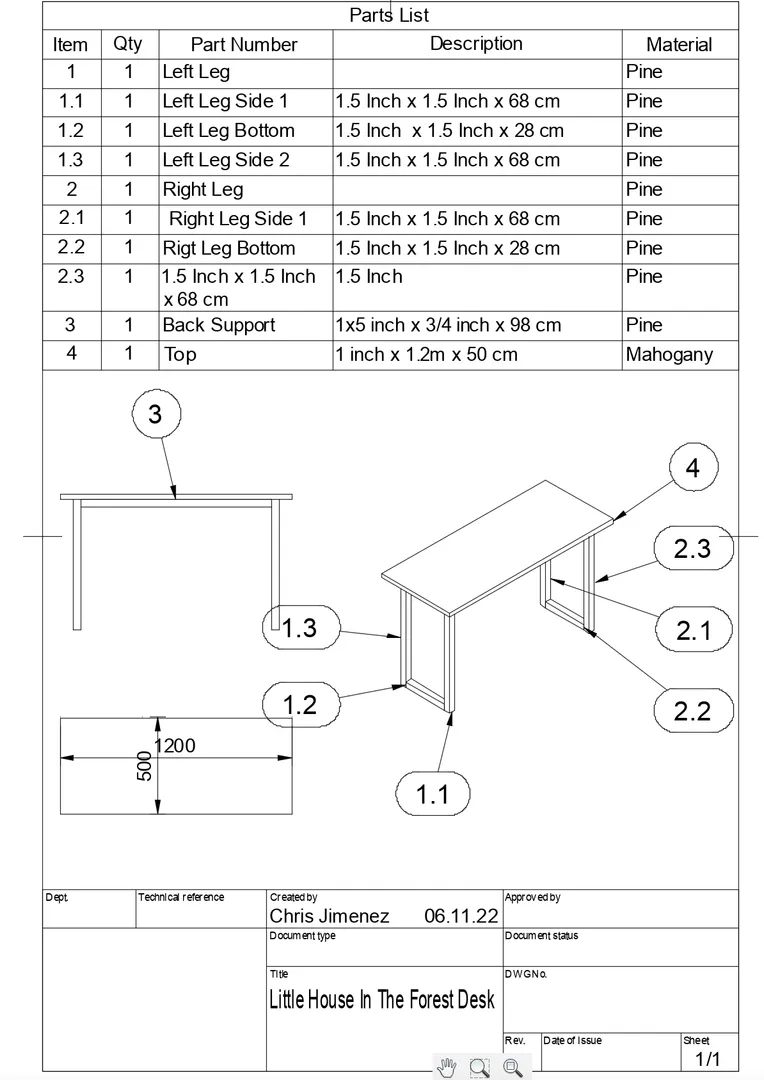 Parts List
Item Qty Part Number Description Material
1 1 Left Leg Pine
1.1 1 Left Leg Side 1 1.5 Inch x 1.5 Inch x 68 cm Pine
1.2 1 Left Leg Bottom 1.5 Inch x 1.5 Inch x 28 cm Pine
1.3 1 Left Leg Side 2 1.5 Inch x 1.5 Inch x 68 cm Pine
2 1 Right Leg Pine
2.1 1 Right Leg Side 1 1.5 Inch x 1.5 Inch x 68 cm Pine
2.2 1 Rigt Leg Bottom 1.5 Inch x 1.5 Inch x 28 cm Pine
2.3 1 1.5 Inch x 1.5 Inch 1.5 Inch Pine
x 68 cm
3 1 Back Support 1x5 inch x 3/4 inch x 98 cm Pine
4 1 Top 1 inch x 1.2m x 50 cm Mahogany
3
4
2.3
1.3
2.1
1.2
2.2
1200
500
1.1
Dept. Technical reference Created by Approved by
Chris Jimenez 06.11.22
Document type Document status
Title DWG No.
Little House In The Forest Desk
Rev. Date of issue Sheet
1/1